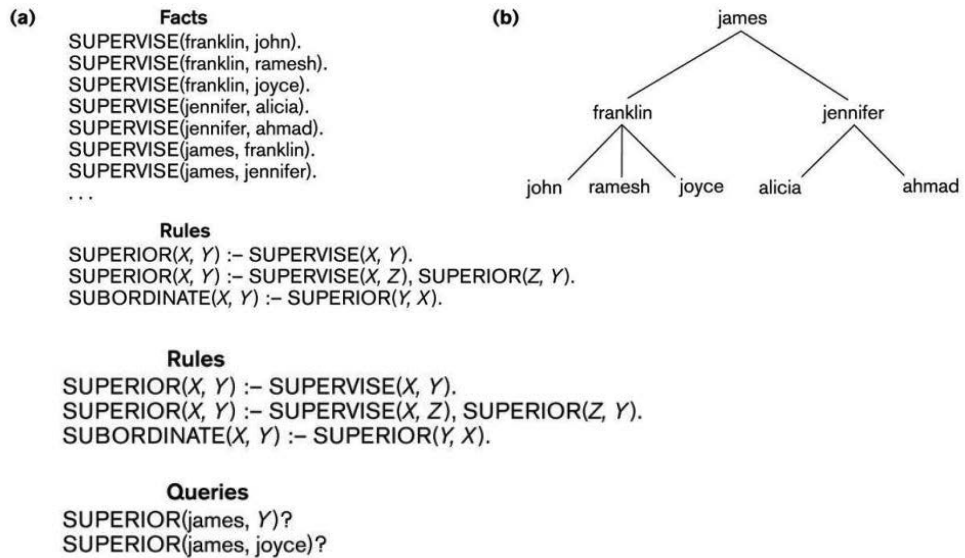 (a)
Facts
SUPERVISE(franklin, john).
SUPERVISE(franklin, ramesh).
SUPERVISE(franklin, joyce).
SUPERVISE(jennifer, alicia).
SUPERVISE(jennifer, ahmad).
SUPERVISE(james, franklin).
SUPERVISE(james, jennifer).
. . .
Rules
SUPERIOR(X, Y) :– SUPERVISE(X, Y).
SUPERIOR(X, Y) :– SUPERVISE(X, Z), SUPERIOR(Z, Y).
SUBORDINATE(X, Y) :– SUPERIOR(Y, X).
Rules
SUPERIOR(X, Y) :– SUPERVISE(X, Y).
SUPERIOR(X, Y) :– SUPERVISE(X, Z), SUPERIOR(Z, Y).
SUBORDINATE(X, Y) :– SUPERIOR(Y, X).
Queries
SUPERIOR(james, Y)?
SUPERIOR(james, joyce)?
(b)
james
franklin jennifer
john ramesh joyce alicia ahmad